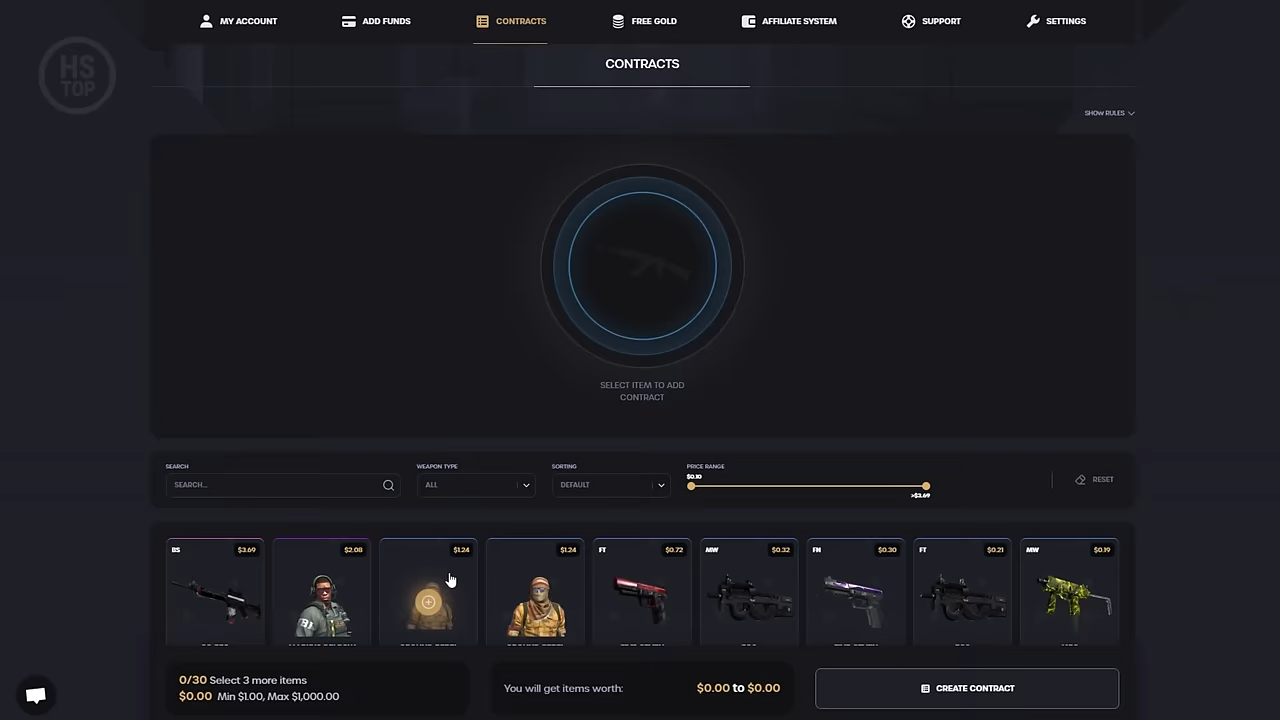 MY ACCOUNT
ADD FUNDS
CONTRACTS
FREE GOLD
AFFILIATE SYSTEM
SUPPORT
SETTINGS
HS
TOP
CONTRACTS
SHOW RULES
SELECT ITEM TO ADD
CONTRACT
SEARCH
WEAPON TYPE
SORTING
PRICE RANGE
SEARCH...
ALL
DEFAULT
$0.10
>$3.69
RESET
BS $3.69
$2.08
$1.24
$1.24
FT $0.72
MW $0.32
FN $0.30
FT $0.21
MW $0.19
0/30 Select 3 more items
$0.00 Min $1.00, Max $1,000.00
You will get items worth: $0.00 to $0.00
CREATE CONTRACT